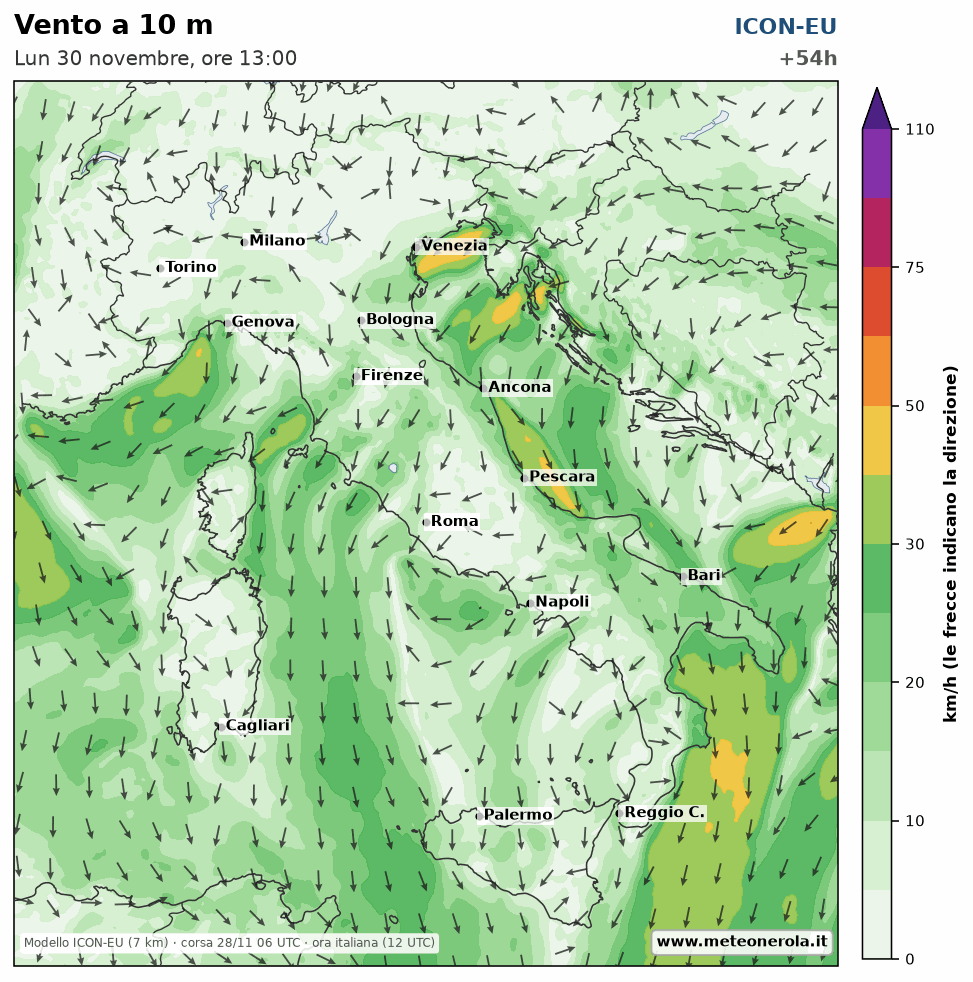 Vento a 10 m
ICON-EU
Lun 30 novembre, ore 13:00
+54h
110
75
50
30
20
10
0
km/h (le frecce indicano la direzione)
Milano
Venezia
Torino
Genova
Bologna
Firenze
Ancona
Pescara
Roma
Bari
Napoli
Cagliari
Palermo
Reggio C.
Modello ICON-EU (7 km) · corsa 28/11 06 UTC · ora italiana (12 UTC)
www.meteonerola.it